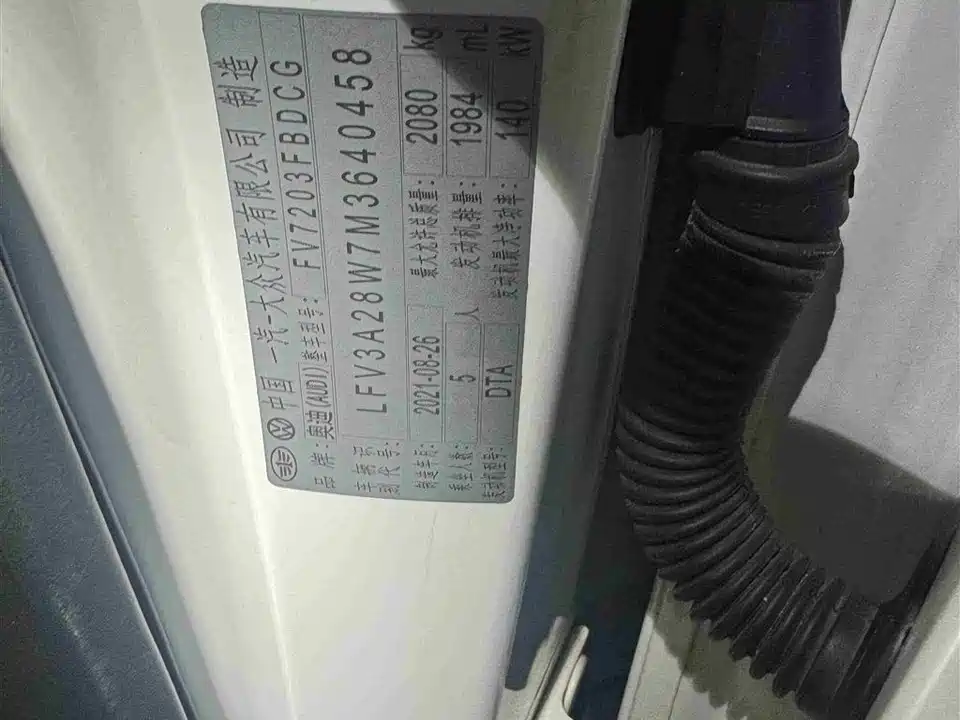 中国 一汽-大众汽车有限公司 制造
品牌: 奥迪(AUDI) 整车型号: FV7203FBDCG
车辆识别代号: LFV3A28W7M3640458
制造年月: 2021-08-26 最大允许总质量: 2080 kg
乘坐人数: 5 人 发动机排量: 1984 mL
发动机型号: DTA 发动机最大净功率: 140 kW